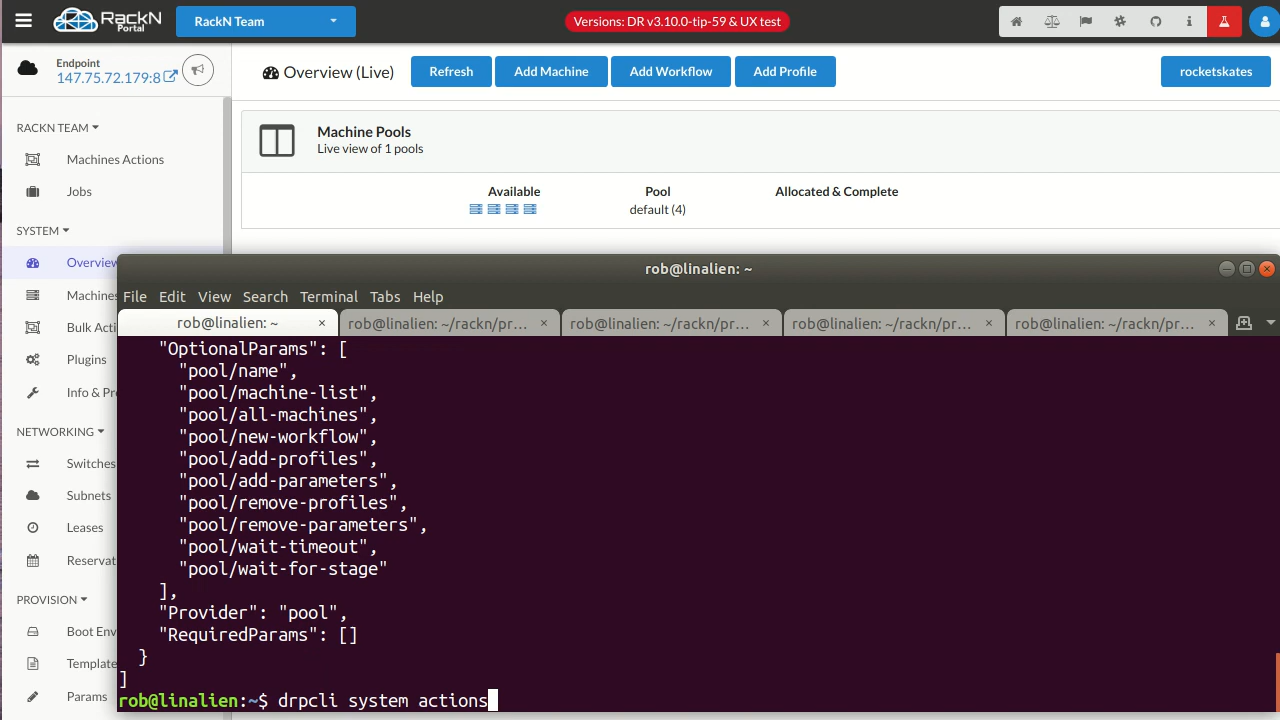 RackN
Portal
RackN Team
Versions: DR v3.10.0-tip-59 & UX test
Endpoint
147.75.72.179:8
Overview (Live)
Refresh
Add Machine
Add Workflow
Add Profile
rocketskates
RACKN TEAM
Machines Actions
Jobs
SYSTEM
Overview
Machines
Bulk Acti
Plugins
Info & Pr
NETWORKING
Switches
Subnets
Leases
Reservat
PROVISION
Boot Env
Template
Params
Machine Pools
Live view of 1 pools
Available
Pool
Allocated & Complete
default (4)
rob@linalien: ~
File Edit View Search Terminal Tabs Help
rob@linalien: ~ ×
rob@linalien: ~/rackn/pr... ×
rob@linalien: ~/rackn/pr... ×
rob@linalien: ~/rackn/pr... ×
rob@linalien: ~/rackn/pr... ×
"OptionalParams": [
"pool/name",
"pool/machine-list",
"pool/all-machines",
"pool/new-workflow",
"pool/add-profiles",
"pool/add-parameters",
"pool/remove-profiles",
"pool/remove-parameters",
"pool/wait-timeout",
"pool/wait-for-stage"
],
"Provider": "pool",
"RequiredParams": []
}
]
rob@linalien:~$ drpcli system actions